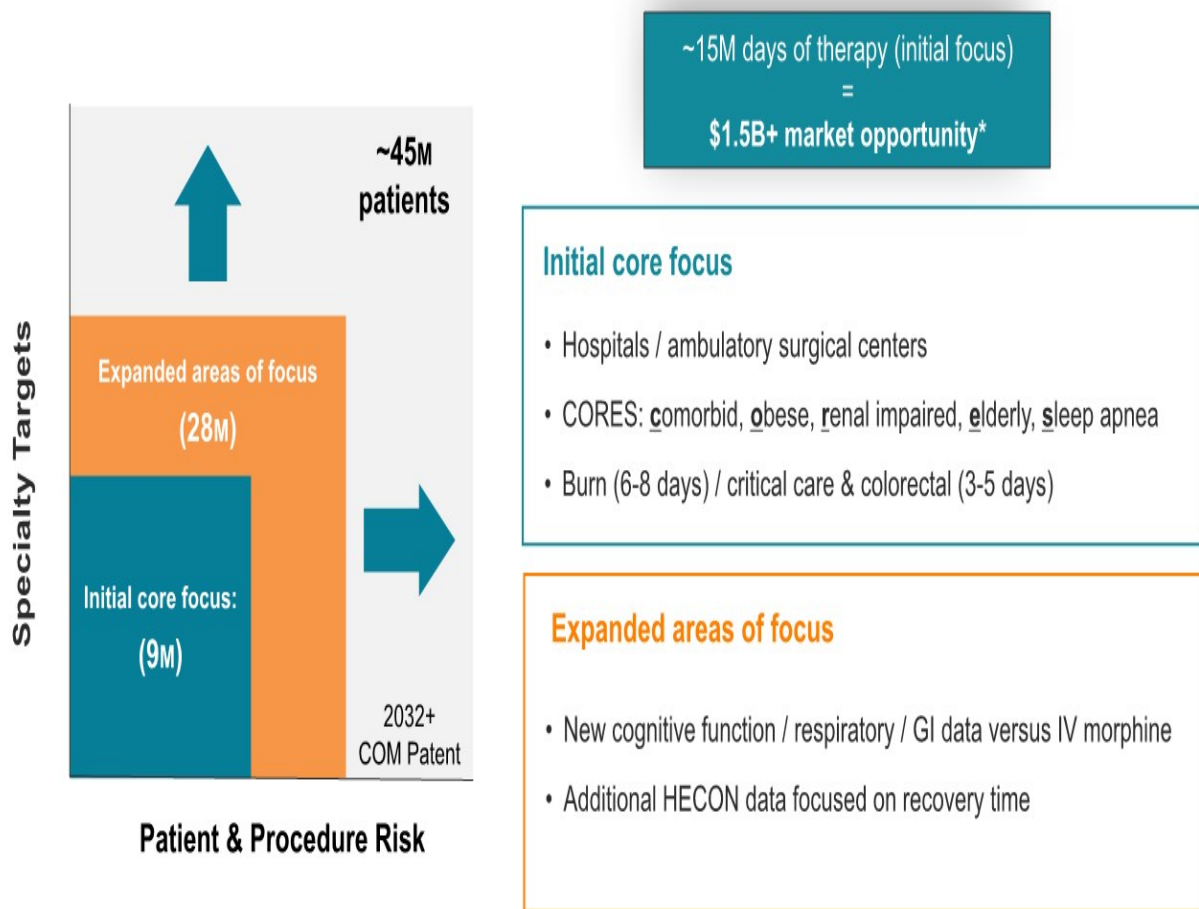 ~15M days of therapy (initial focus)
=
$1.5B+ market opportunity*
~45M
patients
Expanded areas of focus
(28M)
Initial core focus:
(9M)
2032+
COM Patent
Specialty Targets
Patient & Procedure Risk
Initial core focus
• Hospitals / ambulatory surgical centers
• CORES: comorbid, obese, renal impaired, elderly, sleep apnea
• Burn (6-8 days) / critical care & colorectal (3-5 days)
Expanded areas of focus
• New cognitive function / respiratory / GI data versus IV morphine
• Additional HECON data focused on recovery time